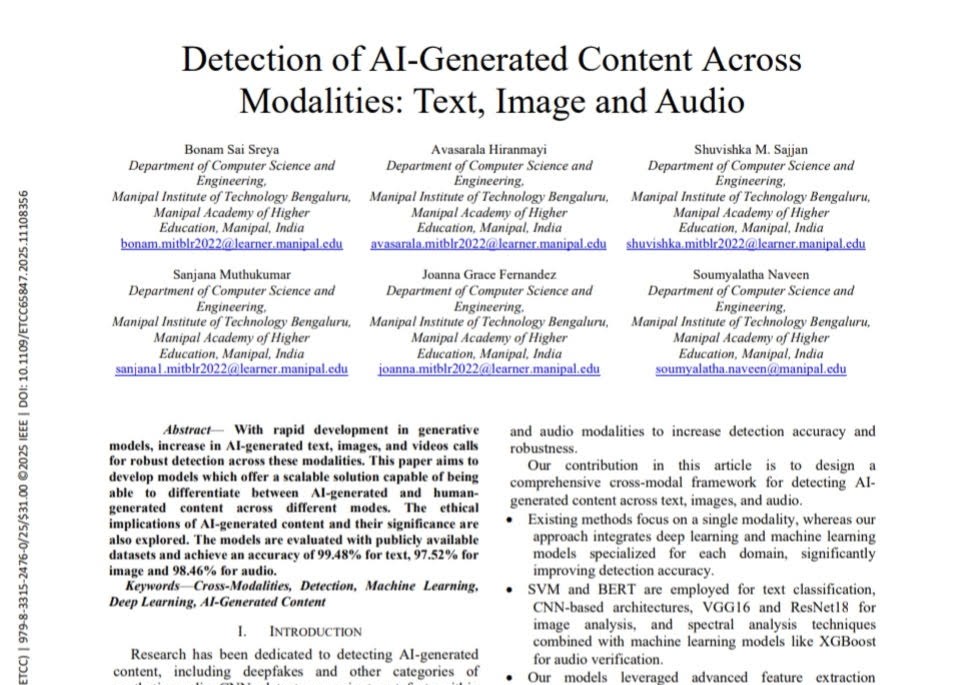 Detection of AI-Generated Content Across
Modalities: Text, Image and Audio
Bonam Sai Sreya
Department of Computer Science and
Engineering,
Manipal Institute of Technology Bengaluru,
Manipal Academy of Higher
Education, Manipal, India
bonam.mitblr2022@learner.manipal.edu
Avasarala Hiranmayi
Department of Computer Science and
Engineering,
Manipal Institute of Technology Bengaluru,
Manipal Academy of Higher
Education, Manipal, India
avasarala.mitblr2022@learner.manipal.edu
Shuvishka M. Sajjan
Department of Computer Science and
Engineering,
Manipal Institute of Technology Bengaluru,
Manipal Academy of Higher
Education, Manipal, India
shuvishka.mitblr2022@learner.manipal.edu
Sanjana Muthukumar
Department of Computer Science and
Engineering,
Manipal Institute of Technology Bengaluru,
Manipal Academy of Higher
Education, Manipal, India
sanjana1.mitblr2022@learner.manipal.edu
Joanna Grace Fernandez
Department of Computer Science and
Engineering,
Manipal Institute of Technology Bengaluru,
Manipal Academy of Higher
Education, Manipal, India
joanna.mitblr2022@learner.manipal.edu
Soumyalatha Naveen
Department of Computer Science and
Engineering,
Manipal Institute of Technology Bengaluru,
Manipal Academy of Higher
Education, Manipal, India
soumyalatha.naveen@manipal.edu
Abstract— With rapid development in generative
models, increase in AI-generated text, images, and videos calls
for robust detection across these modalities. This paper aims to
develop models which offer a scalable solution capable of being
able to differentiate between AI-generated and human-
generated content across different modes. The ethical
implications of AI-generated content and their significance are
also explored. The models are evaluated with publicly available
datasets and achieve an accuracy of 99.48% for text, 97.52% for
image and 98.46% for audio.
Keywords—Cross-Modalities, Detection, Machine Learning,
Deep Learning, AI-Generated Content
I. INTRODUCTION
Research has been dedicated to detecting AI-generated
content, including deepfakes and other categories of
and audio modalities to increase detection accuracy and
robustness.
Our contribution in this article is to design a
comprehensive cross-modal framework for detecting AI-
generated content across text, images, and audio.
• Existing methods focus on a single modality, whereas our
approach integrates deep learning and machine learning
models specialized for each domain, significantly
improving detection accuracy.
• SVM and BERT are employed for text classification,
CNN-based architectures, VGG16 and ResNet18 for
image analysis, and spectral analysis techniques
combined with machine learning models like XGBoost
for audio verification.
• Our models leveraged advanced feature extraction
ETCC) | 979-8-3315-2476-0/25/$31.00 ©2025 IEEE | DOI: 10.1109/ETCC65847.2025.11108356